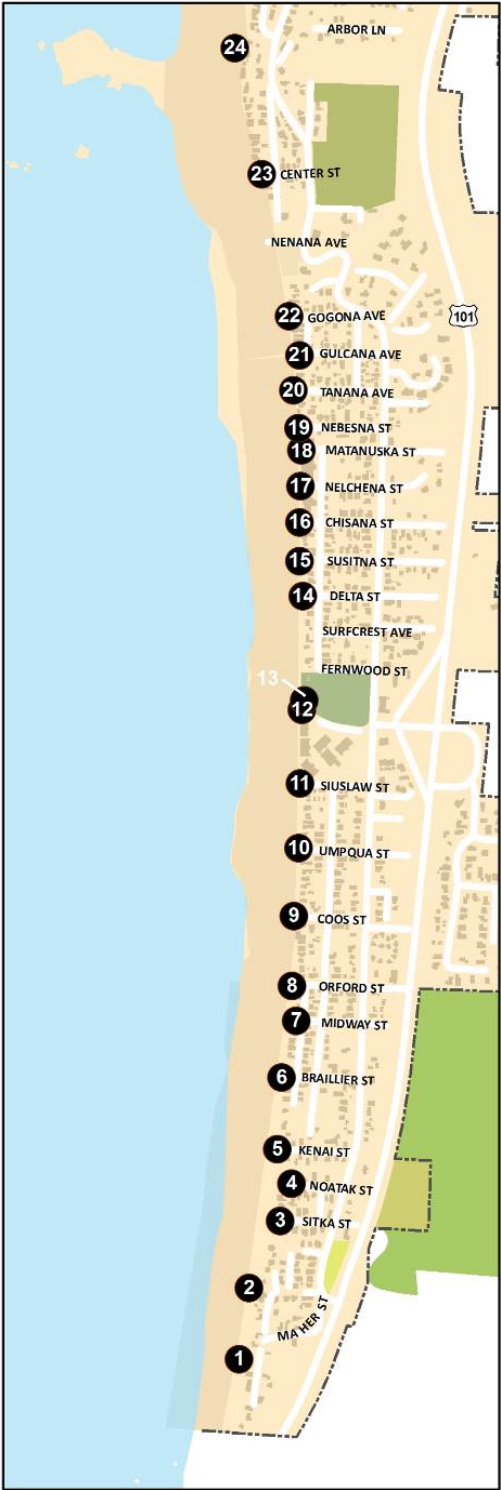 ARBOR LN
24
23 CENTER ST
NENANA AVE
22 GOGONA AVE
101
21 GULCANA AVE
20 TANANA AVE
19 NEBESNA ST
18 MATANUSKA ST
17 NELCHENA ST
16 CHISANA ST
15 SUSITNA ST
14 DELTA ST
SURFCREST AVE
FERNWOOD ST
13
12
11 SIUSLAW ST
10 UMPQUA ST
9 COOS ST
8 ORFORD ST
7 MIDWAY ST
6 BRAILLIER ST
5 KENAI ST
4 NOATAK ST
3 SITKA ST
2
MAHER ST
1